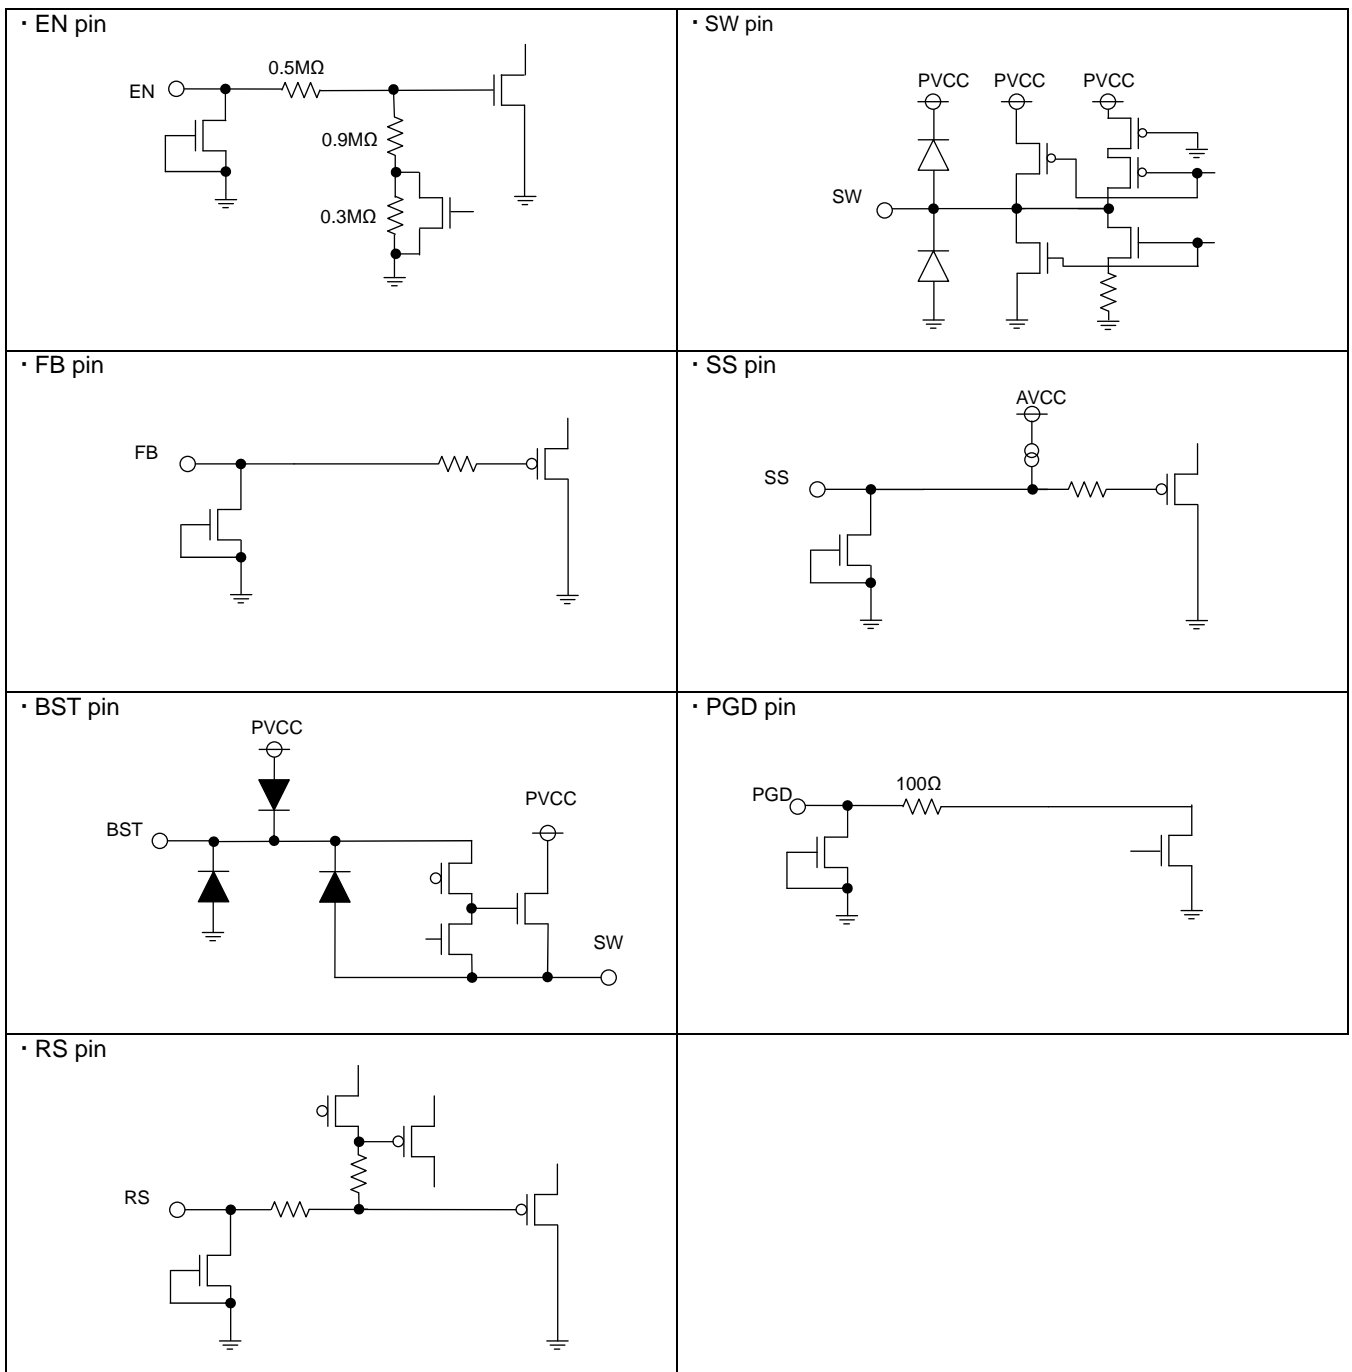 · EN pin
0.5MΩ
EN
0.9MΩ
0.3MΩ
· SW pin
PVCC PVCC PVCC
SW
· FB pin
FB
· SS pin
AVCC
SS
· BST pin
PVCC
PVCC
BST
SW
· PGD pin
100Ω
PGD
· RS pin
RS